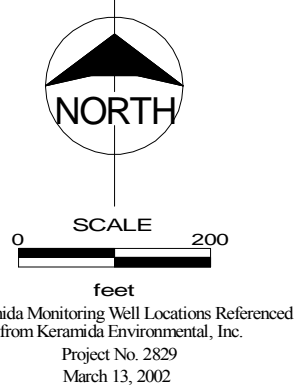 NORTH
SCALE
0 200
feet
Monitoring Well Locations Referenced
from Keramida Environmental, Inc.
Project No. 2829
March 13, 2002